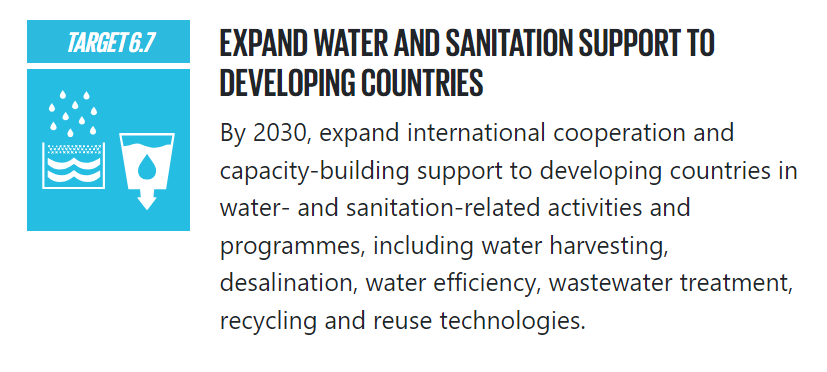 TARGET 6.7
EXPAND WATER AND SANITATION SUPPORT TO
DEVELOPING COUNTRIES
By 2030, expand international cooperation and
capacity-building support to developing countries in
water- and sanitation-related activities and
programmes, including water harvesting,
desalination, water efficiency, wastewater treatment,
recycling and reuse technologies.